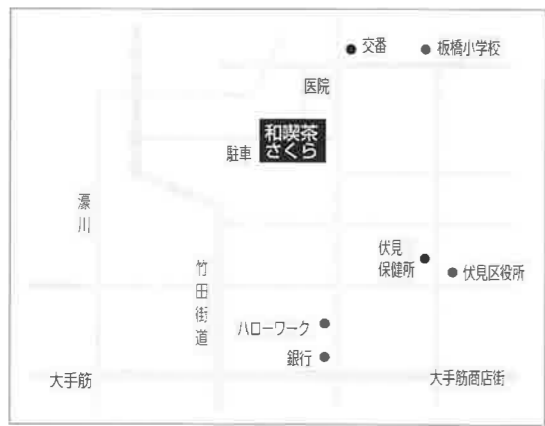 交番
板橋小学校
医院
和喫茶
さくら
駐車
濠川
伏見
保健所
伏見区役所
竹田街道
ハローワーク
銀行
大手筋
大手筋商店街